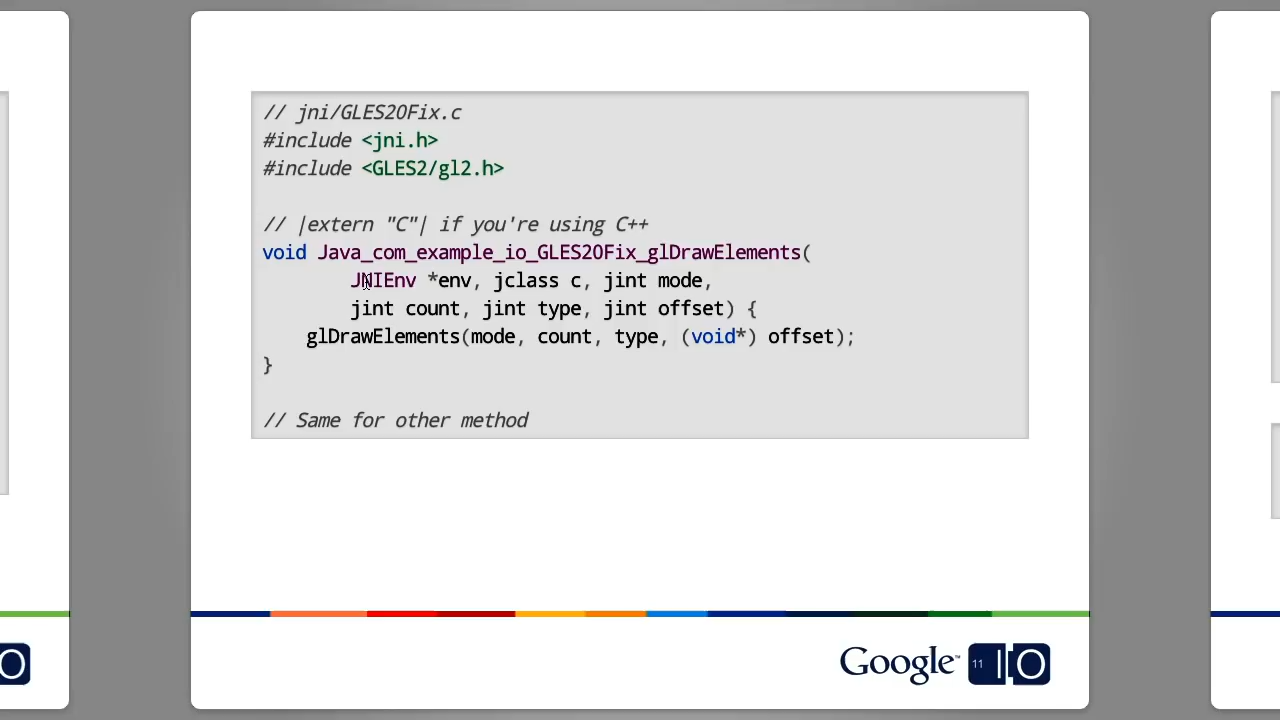 // jni/GLES20Fix.c
#include <jni.h>
#include <GLES2/gl2.h>
// |extern "C"| if you're using C++
void Java_com_example_io_GLES20Fix_glDrawElements(
JNIEnv *env, jclass c, jint mode,
jint count, jint type, jint offset) {
glDrawElements(mode, count, type, (void*) offset);
}
// Same for other method
Google™ 11 IO